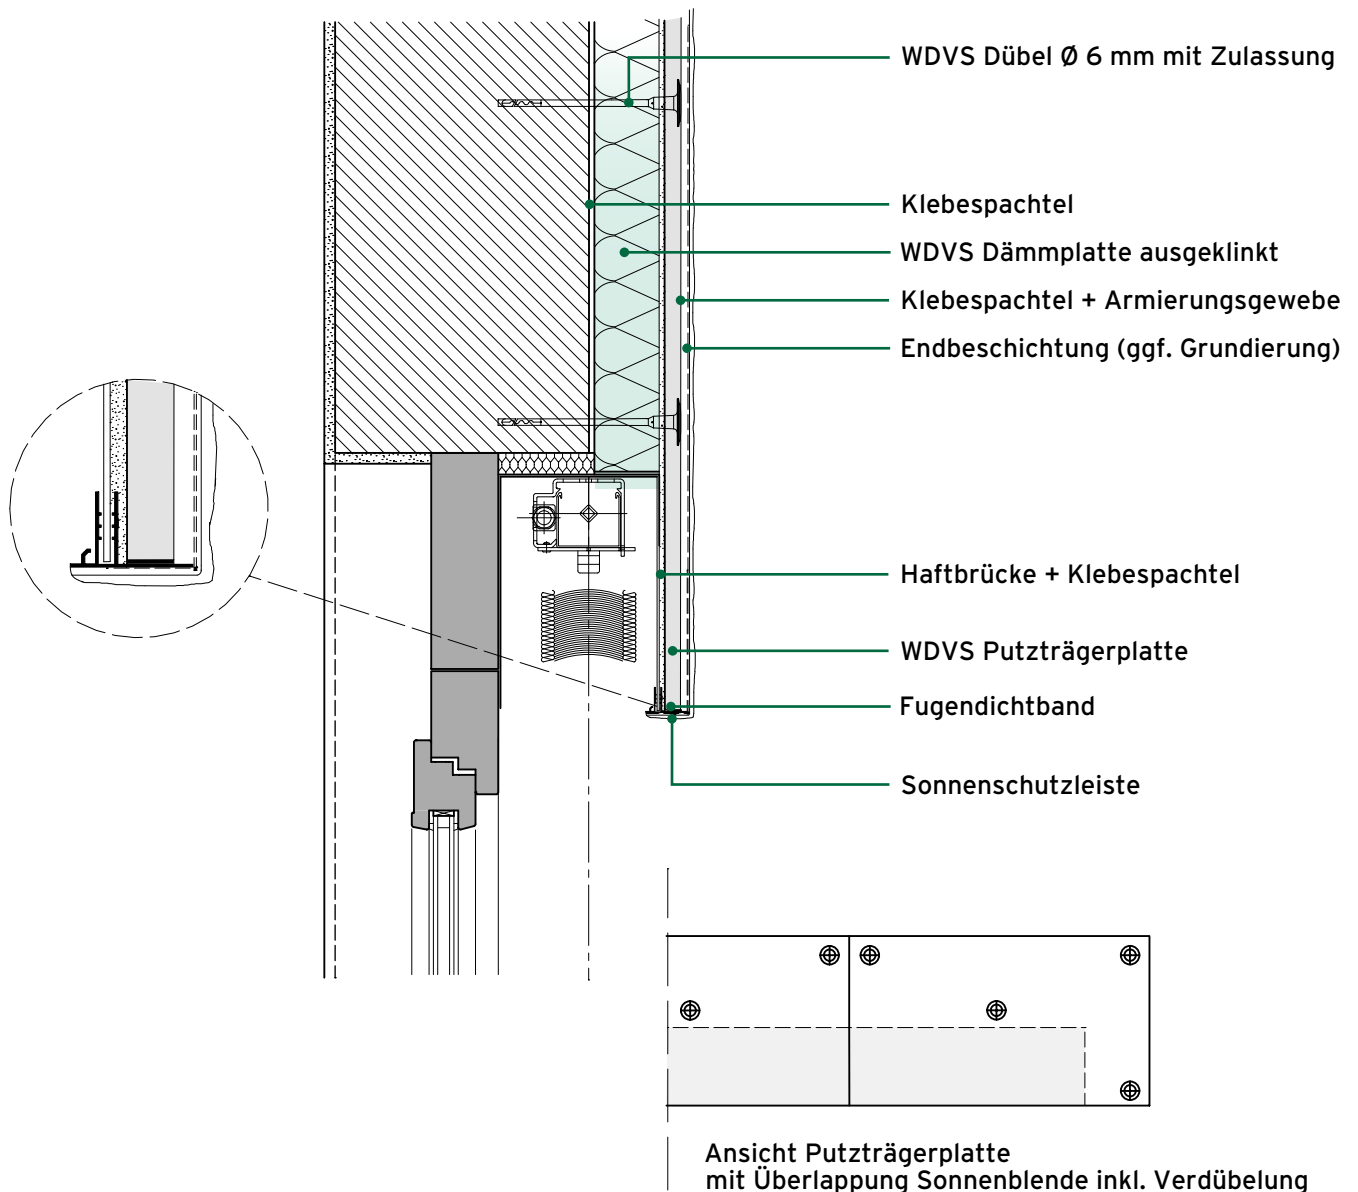 WDVS Dübel Ø 6 mm mit Zulassung
Klebespachtel
WDVS Dämmplatte ausgeklinkt
Klebespachtel + Armierungsgewebe
Endbeschichtung (ggf. Grundierung)
Haftbrücke + Klebespachtel
WDVS Putzträgerplatte
Fugendichtband
Sonnenschutzleiste
Ansicht Putzträgerplatte
mit Überlappung Sonnenblende inkl. Verdübelung